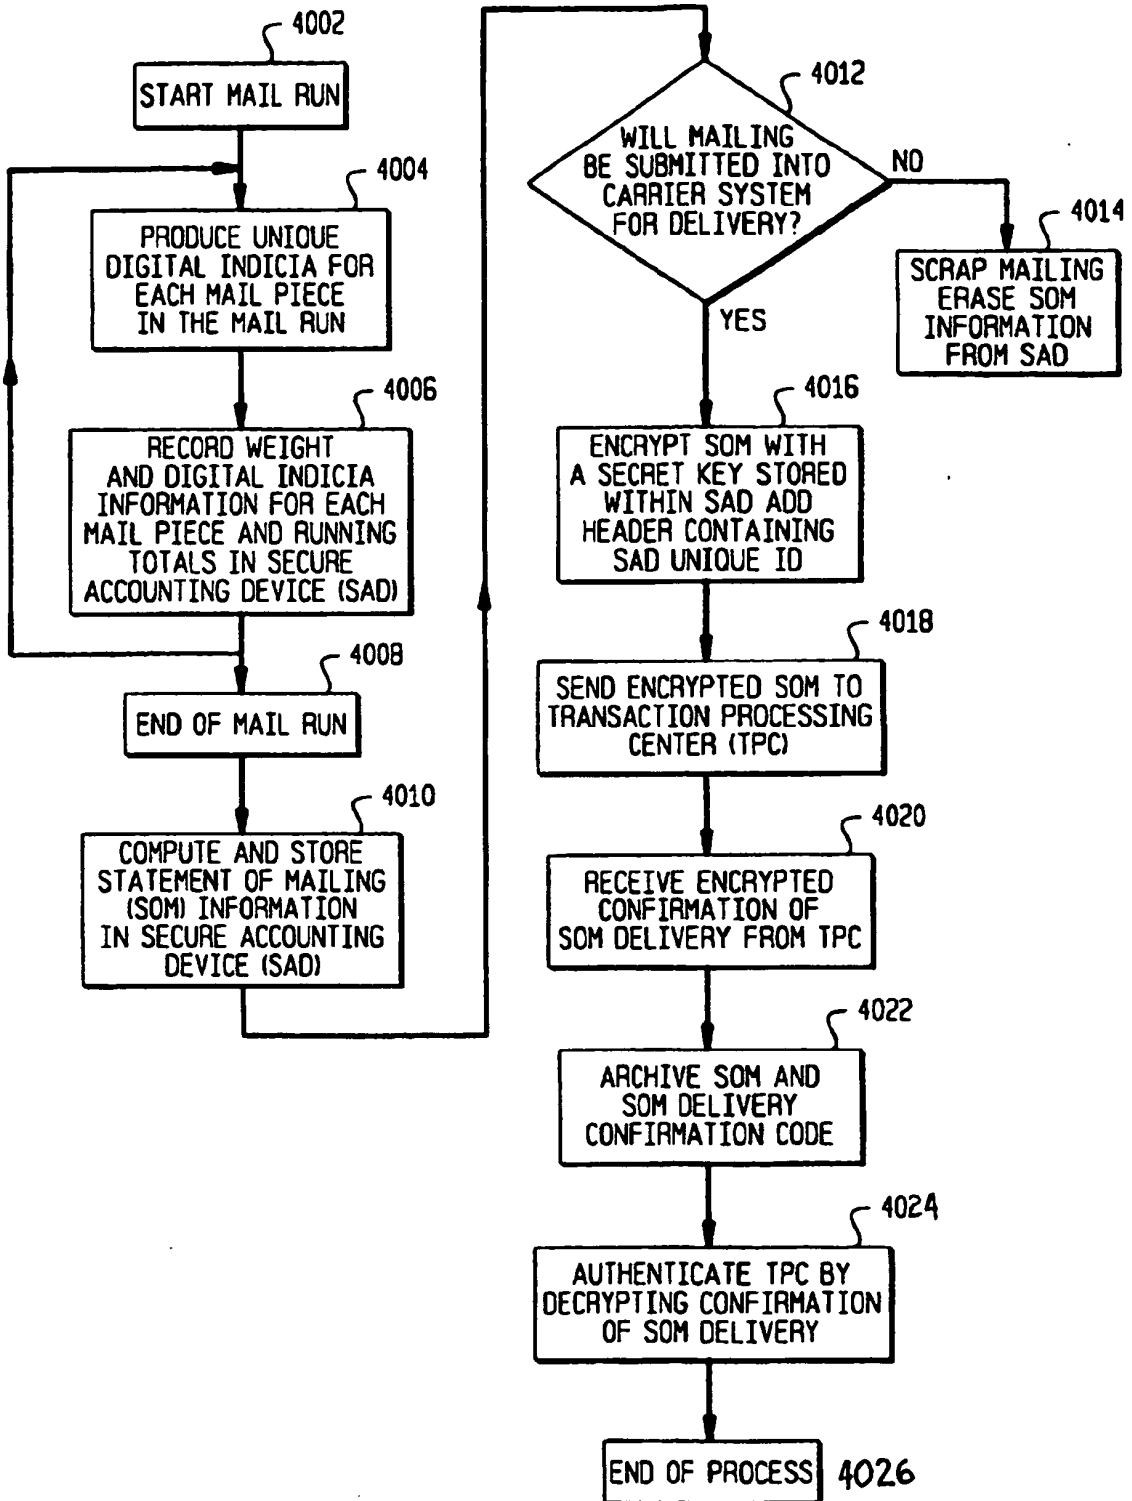 4002
START MAIL RUN
4004
PRODUCE UNIQUE
DIGITAL INDICIA FOR
EACH MAIL PIECE
IN THE MAIL RUN
4006
RECORD WEIGHT
AND DIGITAL INDICIA
INFORMATION FOR EACH
MAIL PIECE AND RUNNING
TOTALS IN SECURE
ACCOUNTING DEVICE (SAD)
4008
END OF MAIL RUN
4010
COMPUTE AND STORE
STATEMENT OF MAILING
(SOM) INFORMATION
IN SECURE ACCOUNTING
DEVICE (SAD)
4012
WILL MAILING
BE SUBMITTED INTO
CARRIER SYSTEM
FOR DELIVERY?
NO
4014
SCRAP MAILING
ERASE SOM
INFORMATION
FROM SAD
YES
4016
ENCRYPT SOM WITH
A SECRET KEY STORED
WITHIN SAD ADD
HEADER CONTAINING
SAD UNIQUE ID
4018
SEND ENCRYPTED SOM TO
TRANSACTION PROCESSING
CENTER (TPC)
4020
RECEIVE ENCRYPTED
CONFIRMATION OF
SOM DELIVERY FROM TPC
4022
ARCHIVE SOM AND
SOM DELIVERY
CONFIRMATION CODE
4024
AUTHENTICATE TPC BY
DECRYPTING CONFIRMATION
OF SOM DELIVERY
END OF PROCESS 4026